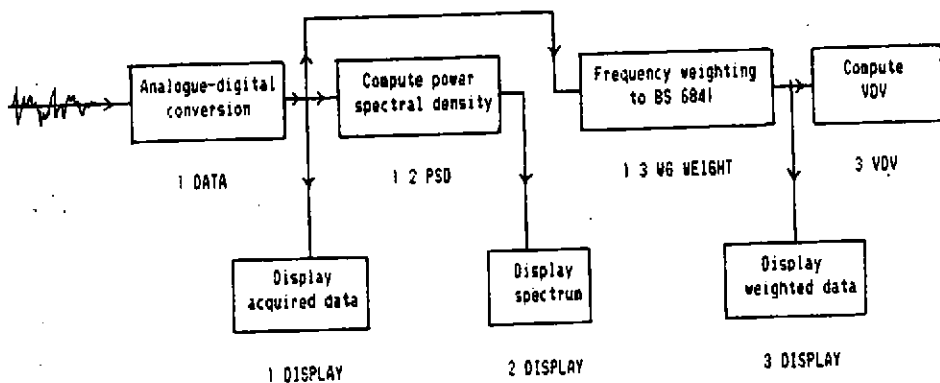 Analogue-digital
conversion
Compute power
spectral density
Frequency weighting
to BS 6841
Compute
VDV
1 DATA
1 2 PSD
1 3 WG WEIGHT
3 VDV
Display
acquired data
Display
spectrum
Display
weighted data
1 DISPLAY
2 DISPLAY
3 DISPLAY